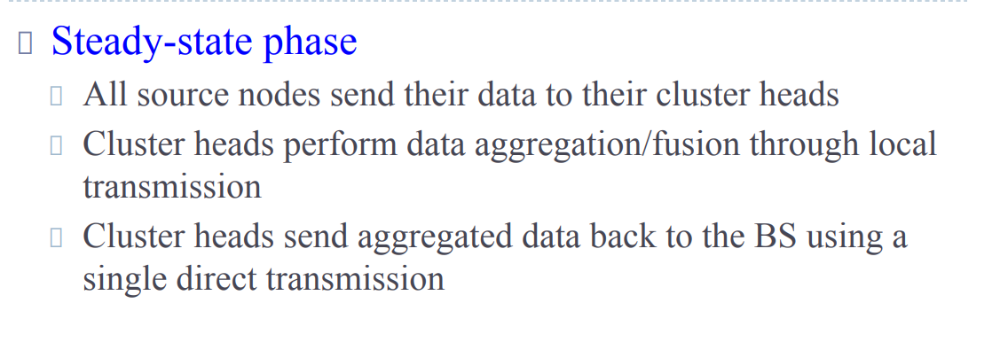 Steady-state phase
All source nodes send their data to their cluster heads
Cluster heads perform data aggregation/fusion through local
transmission
Cluster heads send aggregated data back to the BS using a
single direct transmission